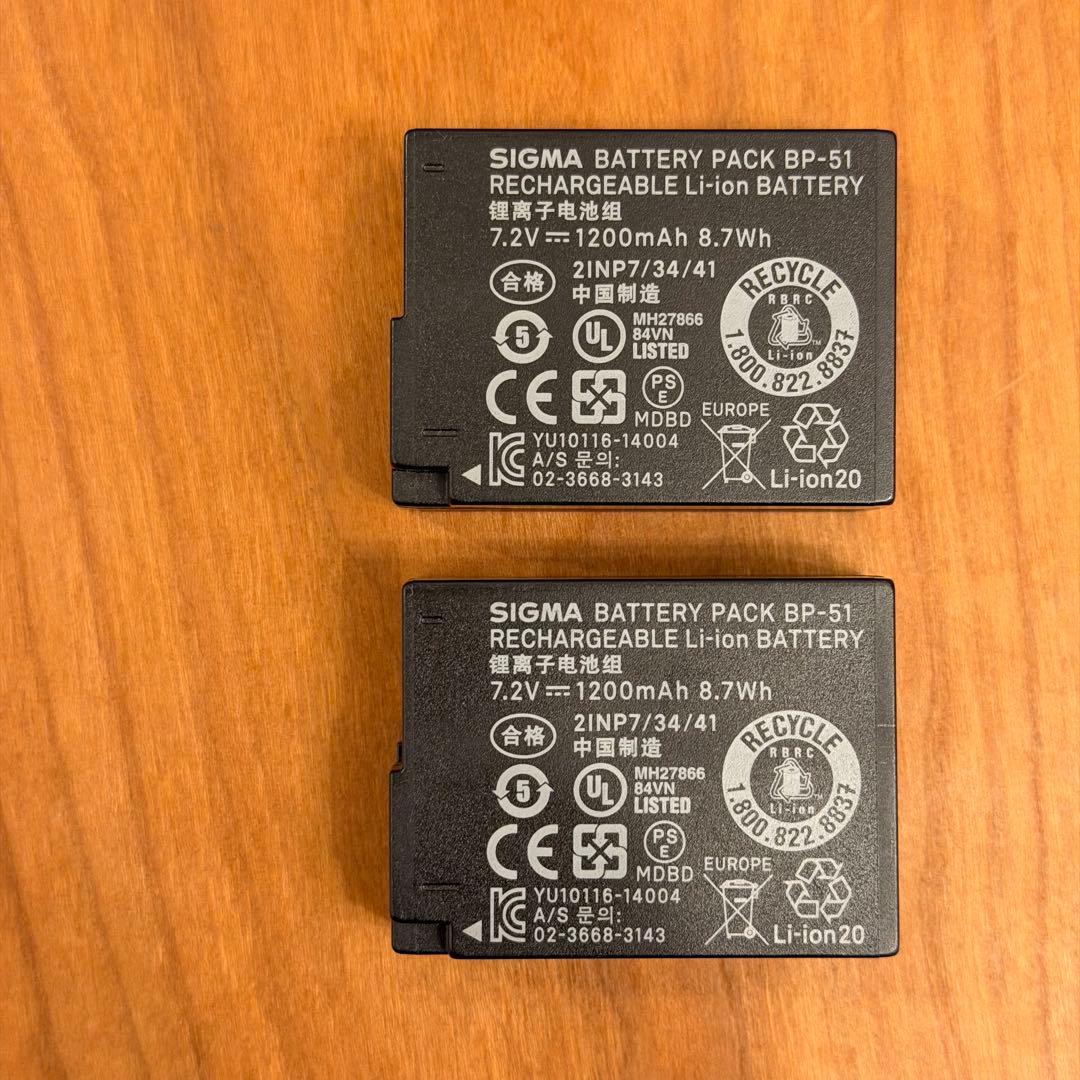 SIGMA BATTERY PACK BP-51
RECHARGEABLE Li-ion BATTERY
锂离子电池组
7.2V 1200mAh 8.7Wh
合格
2INP7/34/41
中国制造
5
UL
MH27866
84VN
LISTED
RECYCLE
RBRC
TM
Li-ion
1.800.822.8837
CE
PS
E
MDBD
EUROPE
KC
YU10116-14004
A/S 문의:
02-3668-3143
Li-ion20
SIGMA BATTERY PACK BP-51
RECHARGEABLE Li-ion BATTERY
锂离子电池组
7.2V 1200mAh 8.7Wh
合格
2INP7/34/41
中国制造
5
UL
MH27866
84VN
LISTED
RECYCLE
RBRC
TM
Li-ion
1.800.822.8837
CE
PS
E
MDBD
EUROPE
KC
YU10116-14004
A/S 문의:
02-3668-3143
Li-ion20